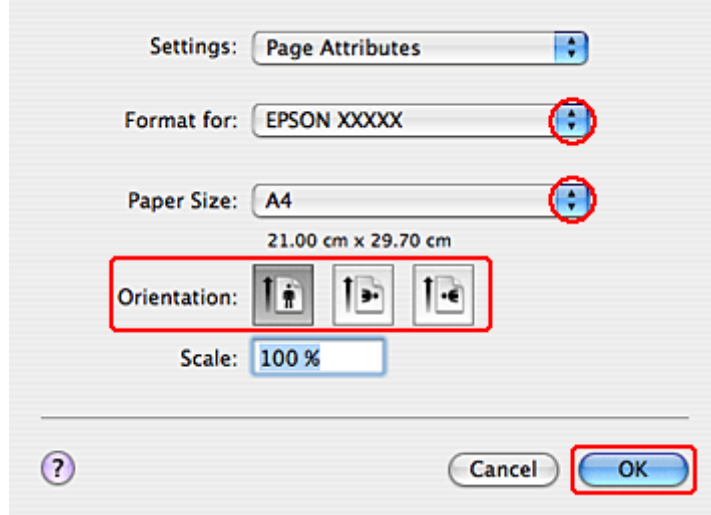 Settings: Page Attributes
Format for: EPSON XXXXX
Paper Size: A4
21.00 cm x 29.70 cm
Orientation:
Scale: 100 %
? Cancel OK